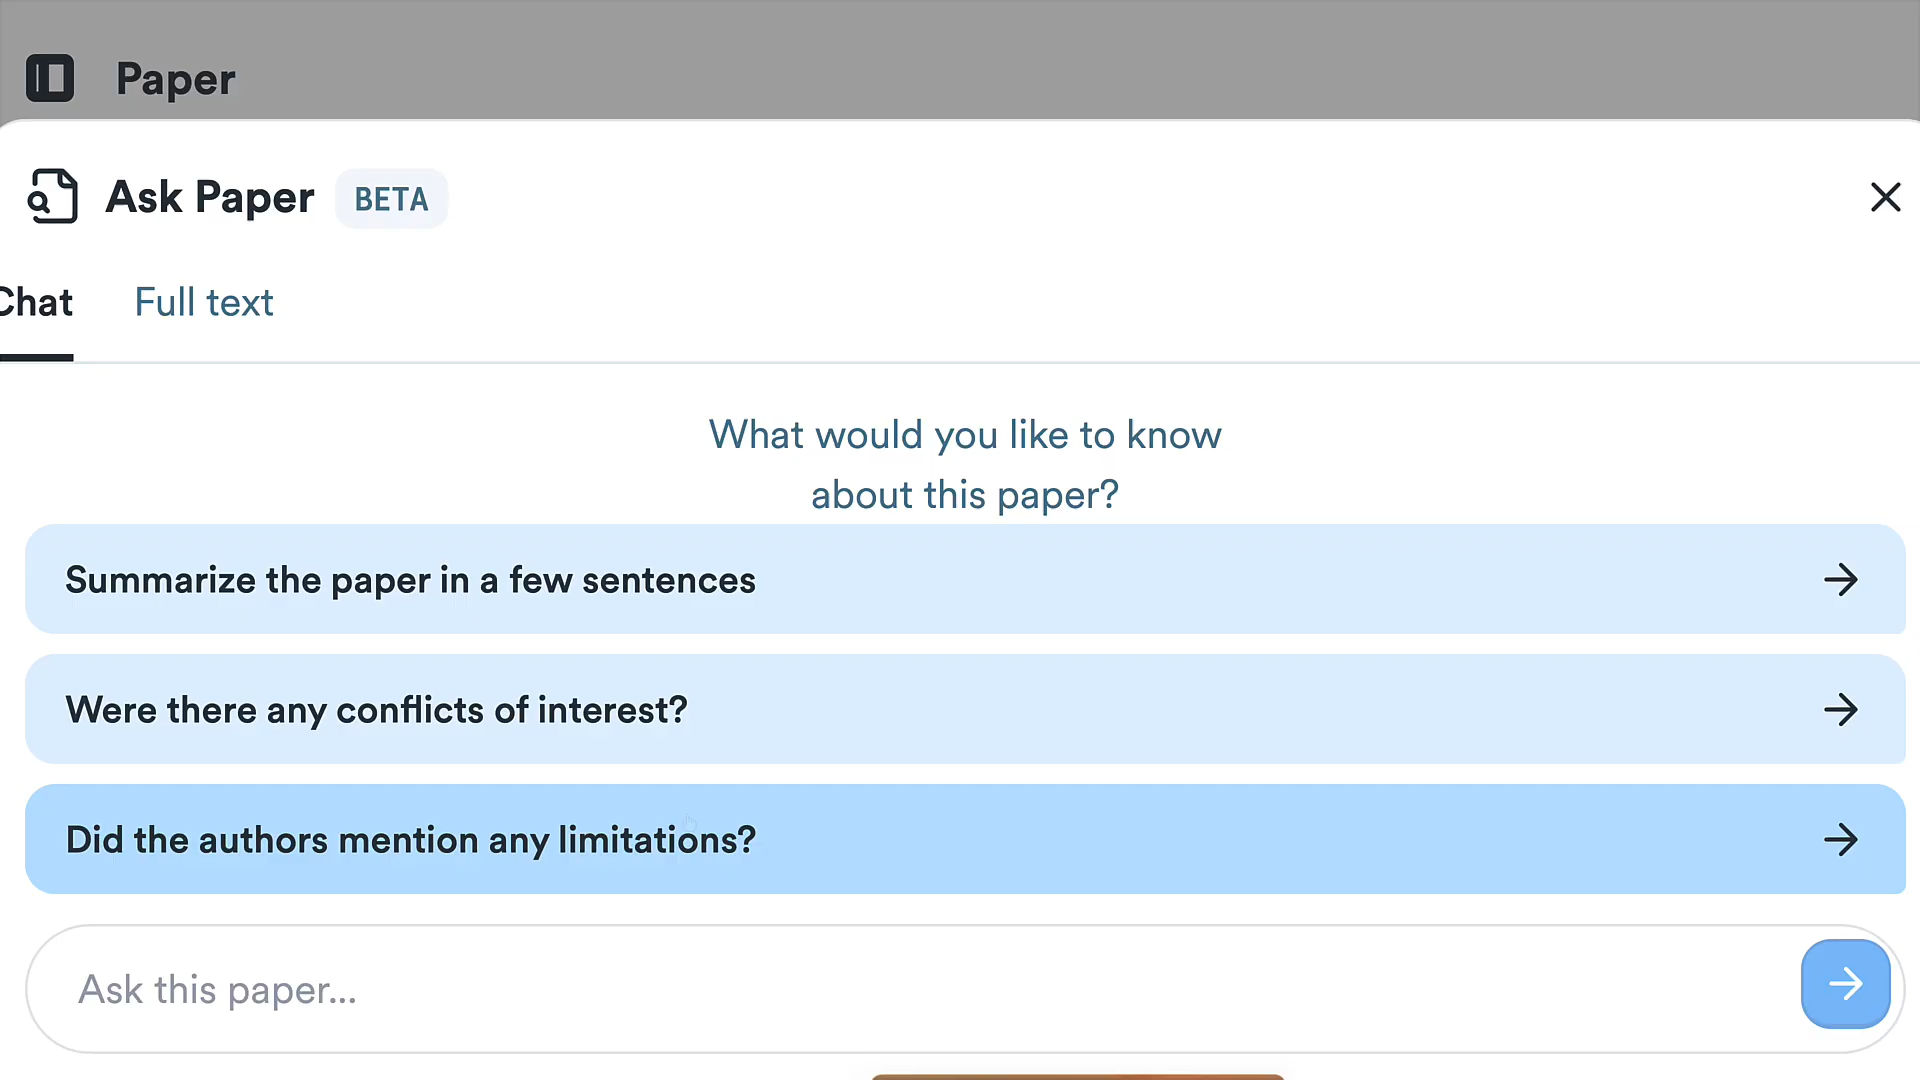 Paper
Ask Paper BETA
Chat Full text
What would you like to know
about this paper?
Summarize the paper in a few sentences
Were there any conflicts of interest?
Did the authors mention any limitations?
Ask this paper...